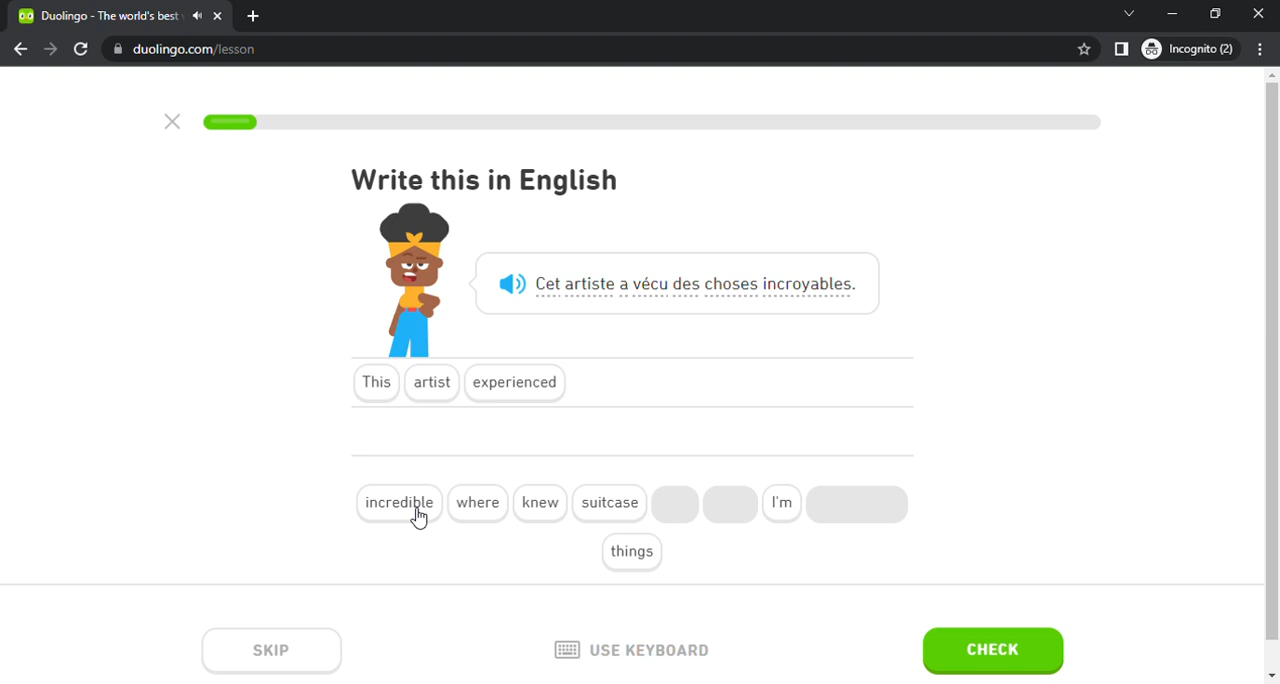 Duolingo - The world's best
duolingo.com/lesson
Incognito (2)
Write this in English
Cet artiste a vécu des choses incroyables.
This artist experienced
incredible where knew suitcase I'm
things
SKIP USE KEYBOARD CHECK